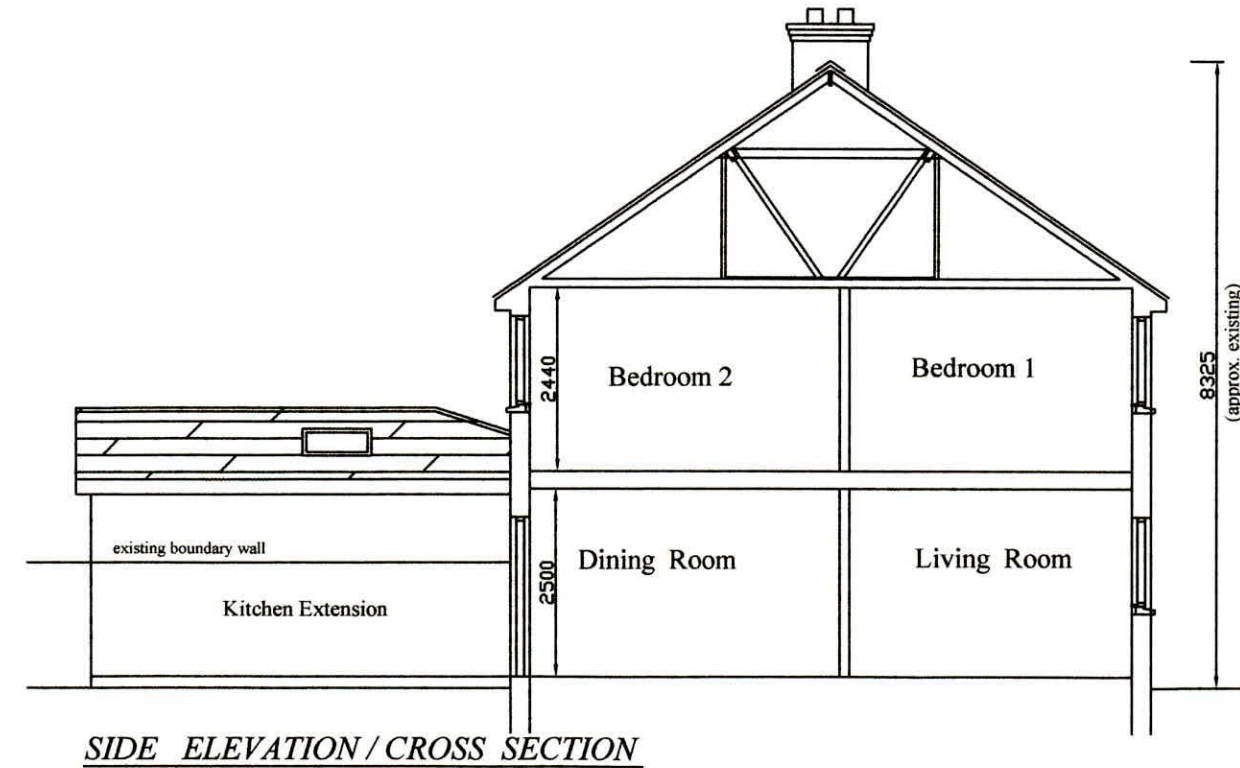 Bedroom 2
Bedroom 1
2440
8325
(approx. existing)
existing boundary wall
Dining Room
Living Room
2500
Kitchen Extension
SIDE ELEVATION / CROSS SECTION